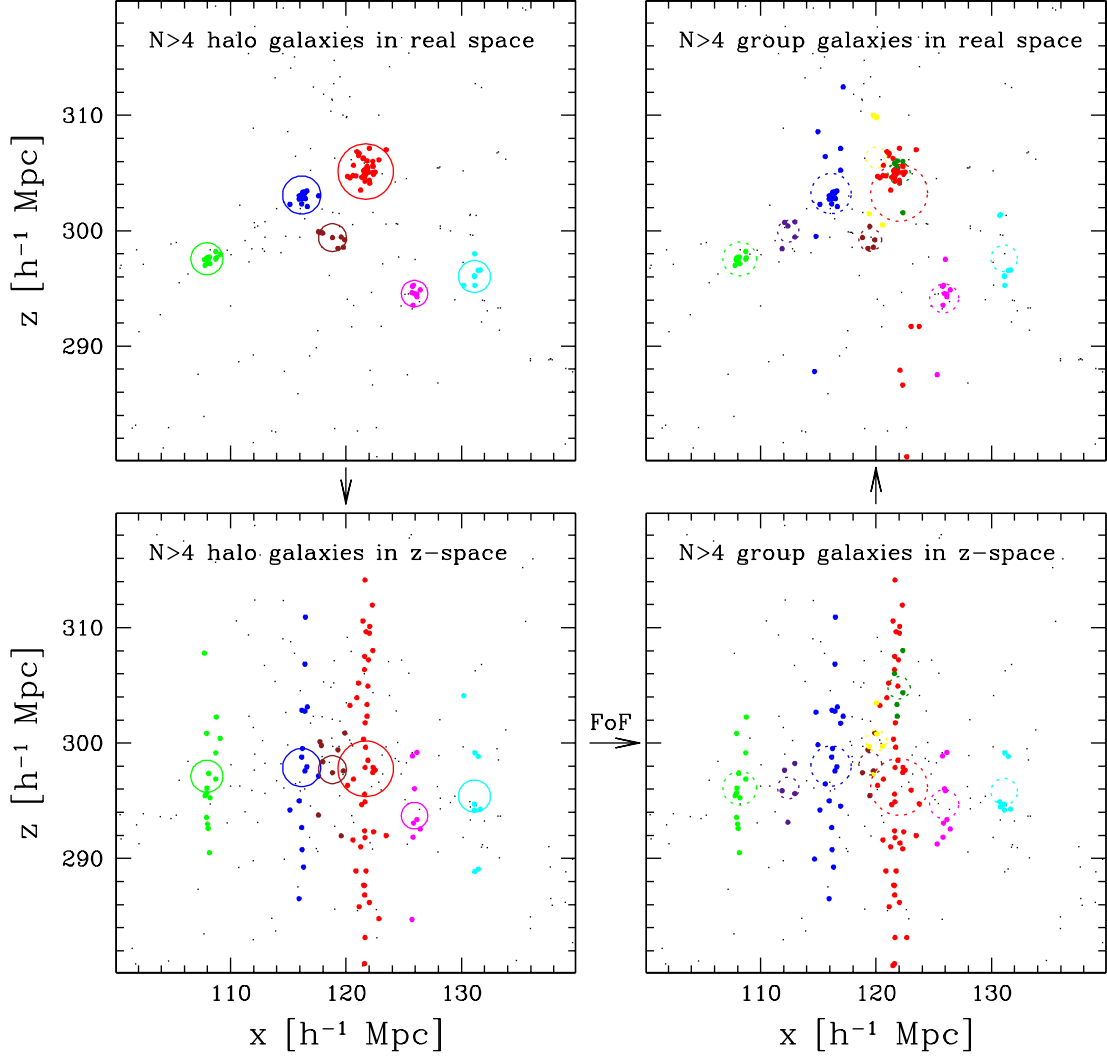 N>4 halo galaxies in real space
N>4 group galaxies in real space
z [h⁻¹ Mpc]
310
300
290
N>4 halo galaxies in z-space
N>4 group galaxies in z-space
FoF
z [h⁻¹ Mpc]
310
300
290
110 120 130
110 120 130
x [h⁻¹ Mpc]
x [h⁻¹ Mpc]